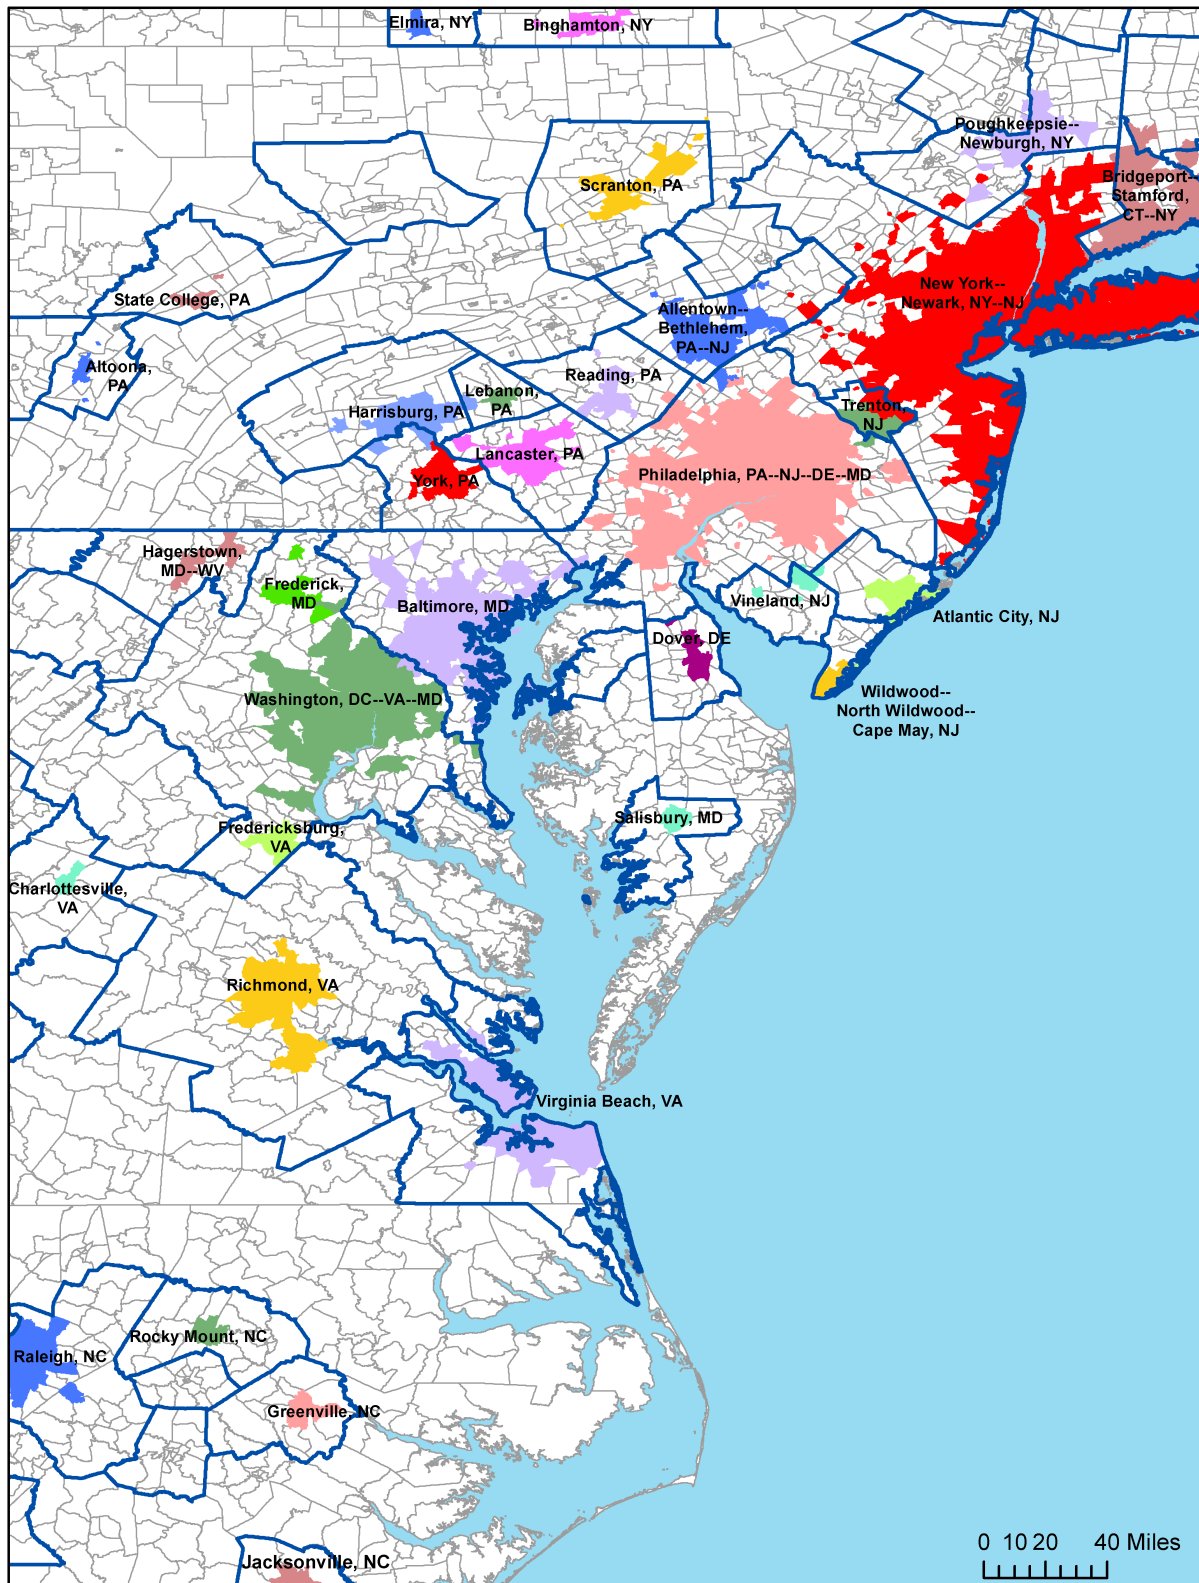 Elmira, NY
Binghamton, NY
Poughkeepsie--
Newburgh, NY
Bridgeport--
Stamford,
CT--NY
Scranton, PA
State College, PA
New York--
Newark, NY--NJ
Allentown--
Bethlehem,
PA--NJ
Altoona,
PA
Reading, PA
Lebanon,
PA
Harrisburg, PA
Trenton,
NJ
Lancaster, PA
York, PA
Philadelphia, PA--NJ--DE--MD
Hagerstown,
MD--WV
Frederick,
MD
Baltimore, MD
Vineland, NJ
Atlantic City, NJ
Dover, DE
Washington, DC--VA--MD
Wildwood--
North Wildwood--
Cape May, NJ
Salisbury, MD
Fredericksburg,
VA
Charlottesville,
VA
Richmond, VA
Virginia Beach, VA
Rocky Mount, NC
Raleigh, NC
Greenville, NC
Jacksonville, NC
0 10 20 40 Miles